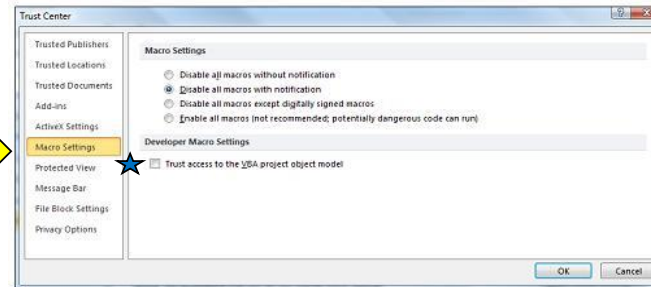 Trust Center
Trusted Publishers
Trusted Locations
Trusted Documents
Add-ins
ActiveX Settings
Macro Settings
Protected View
Message Bar
File Block Settings
Privacy Options
Macro Settings
Disable all macros without notification
Disable all macros with notification
Disable all macros except digitally signed macros
Enable all macros (not recommended; potentially dangerous code can run)
Developer Macro Settings
Trust access to the VBA project object model
OK
Cancel